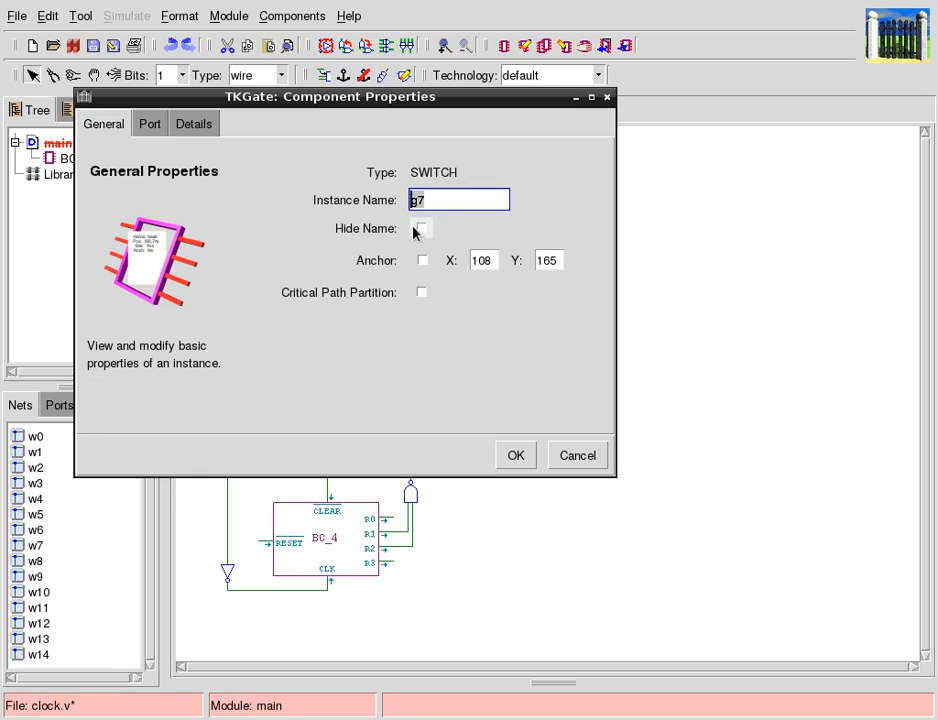 File Edit Tool Simulate Format Module Components Help
Bits: 1 Type: wire Technology: default
Tree
TKGate: Component Properties
General Port Details
main
BC
Librar
General Properties
Type: SWITCH
Instance Name: g7
Hide Name:
Anchor: X: 108 Y: 165
Critical Path Partition:
View and modify basic
properties of an instance.
OK Cancel
Nets Ports
w0
w1
w2
w3
w4
w5
w6
w7
w8
w9
w10
w11
w12
w13
w14
CLEAR
R0
R1
RESET BC_4
R2
R3
CLK
File: clock.v* Module: main